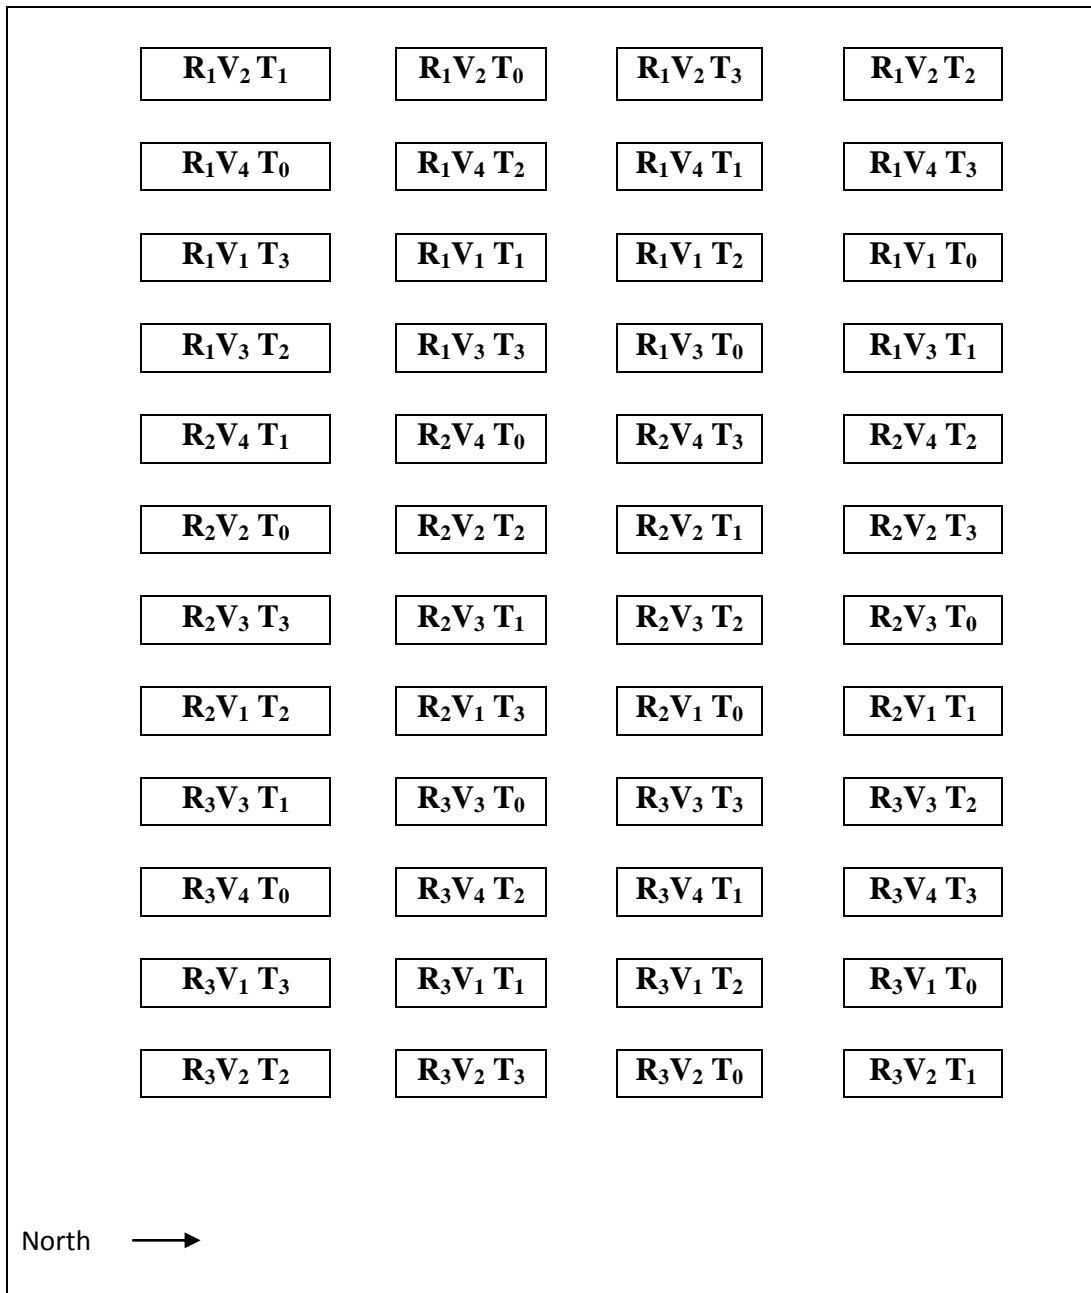 R₁V₂ T₁ R₁V₂ T₀ R₁V₂ T₃ R₁V₂ T₂
R₁V₄ T₀ R₁V₄ T₂ R₁V₄ T₁ R₁V₄ T₃
R₁V₁ T₃ R₁V₁ T₁ R₁V₁ T₂ R₁V₁ T₀
R₁V₃ T₂ R₁V₃ T₃ R₁V₃ T₀ R₁V₃ T₁
R₂V₄ T₁ R₂V₄ T₀ R₂V₄ T₃ R₂V₄ T₂
R₂V₂ T₀ R₂V₂ T₂ R₂V₂ T₁ R₂V₂ T₃
R₂V₃ T₃ R₂V₃ T₁ R₂V₃ T₂ R₂V₃ T₀
R₂V₁ T₂ R₂V₁ T₃ R₂V₁ T₀ R₂V₁ T₁
R₃V₃ T₁ R₃V₃ T₀ R₃V₃ T₃ R₃V₃ T₂
R₃V₄ T₀ R₃V₄ T₂ R₃V₄ T₁ R₃V₄ T₃
R₃V₁ T₃ R₃V₁ T₁ R₃V₁ T₂ R₃V₁ T₀
R₃V₂ T₂ R₃V₂ T₃ R₃V₂ T₀ R₃V₂ T₁
North